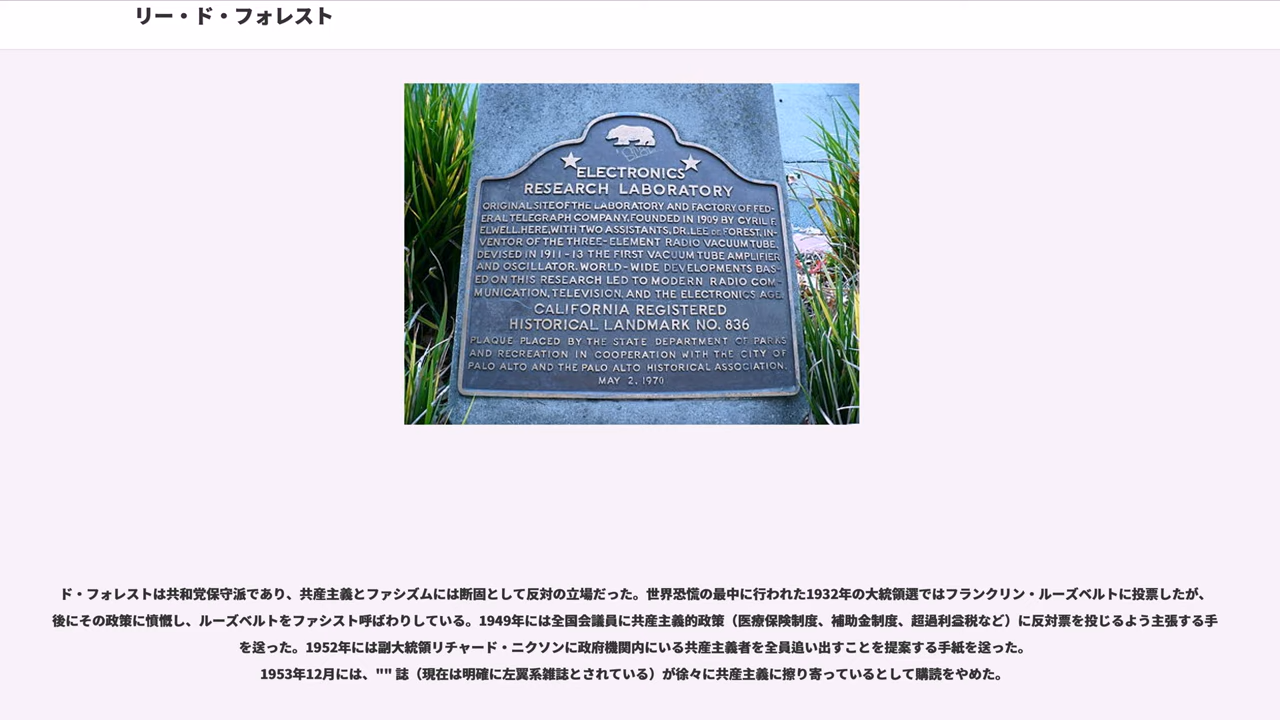 リー・ド・フォレスト
ELECTRONICS
RESEARCH LABORATORY
ORIGINAL SITE OF THE LABORATORY AND FACTORY OF FED-
ERAL TELEGRAPH COMPANY, FOUNDED IN 1909 BY CYRIL F.
ELWELL. HERE, WITH TWO ASSISTANTS, DR. LEE de FOREST, IN-
VENTOR OF THE THREE-ELEMENT RADIO VACUUM TUBE,
DEVISED IN 1911-13 THE FIRST VACUUM TUBE AMPLIFIER
AND OSCILLATOR. WORLD-WIDE DEVELOPMENTS BAS-
ED ON THIS RESEARCH LED TO MODERN RADIO COM-
MUNICATION, TELEVISION, AND THE ELECTRONICS AGE.
CALIFORNIA REGISTERED
HISTORICAL LANDMARK NO. 836
PLAQUE PLACED BY THE STATE DEPARTMENT OF PARKS
AND RECREATION IN COOPERATION WITH THE CITY OF
PALO ALTO AND THE PALO ALTO HISTORICAL ASSOCIATION,
MAY 2, 1970
ド・フォレストは共和党保守派であり、共産主義とファシズムには断固として反対の立場だった。世界恐慌の最中に行われた1932年の大統領選ではフランクリン・ルーズベルトに投票したが、
後にその政策に憤慨し、ルーズベルトをファシスト呼ばわりしている。1949年には全国会議員に共産主義的政策（医療保険制度、補助金制度、超過利益税など）に反対票を投じるよう主張する手
を送った。1952年には副大統領リチャード・ニクソンに政府機関内にいる共産主義者を全員追い出すことを提案する手紙を送った。
1953年12月には、"" 誌（現在は明確に左翼系雑誌とされている）が徐々に共産主義に擦り寄っているとして購読をやめた。